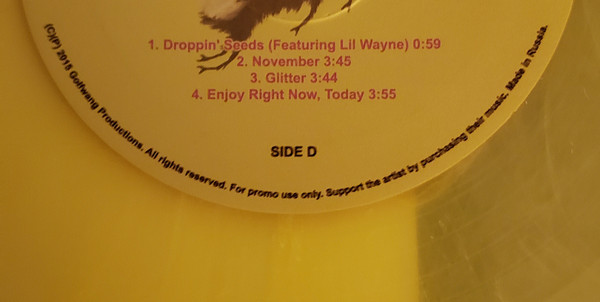 1. Droppin' Seeds (Featuring Lil Wayne) 0:59
2. November 3:45
3. Glitter 3:44
4. Enjoy Right Now, Today 3:55
SIDE D
(C)(P) 2015 Golfwang Productions. All rights reserved. For promo use only. Support the artist by purchasing their music. Made in Russia.